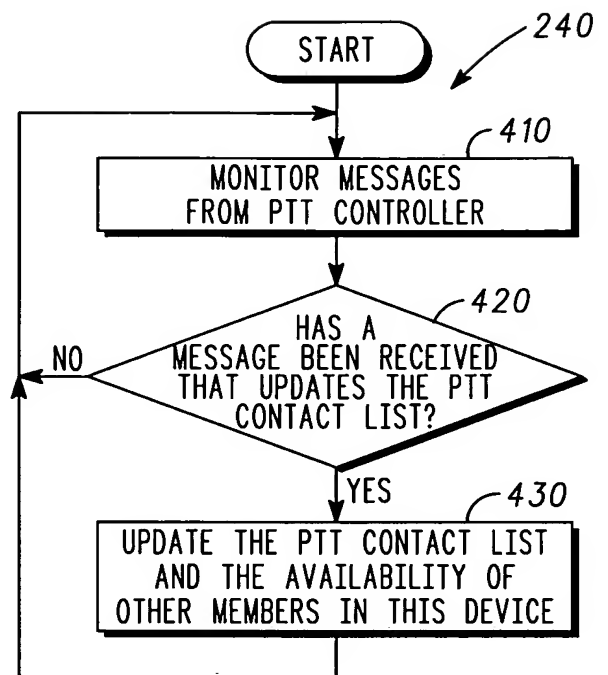 START
240
410
MONITOR MESSAGES
FROM PTT CONTROLLER
420
HAS A
MESSAGE BEEN RECEIVED
THAT UPDATES THE PTT
CONTACT LIST?
NO
YES
430
UPDATE THE PTT CONTACT LIST
AND THE AVAILABILITY OF
OTHER MEMBERS IN THIS DEVICE